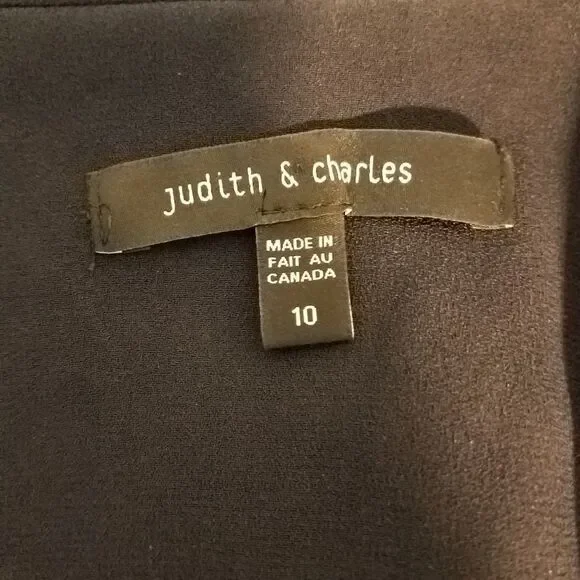 judith & charles
MADE IN
FAIT AU
CANADA
10